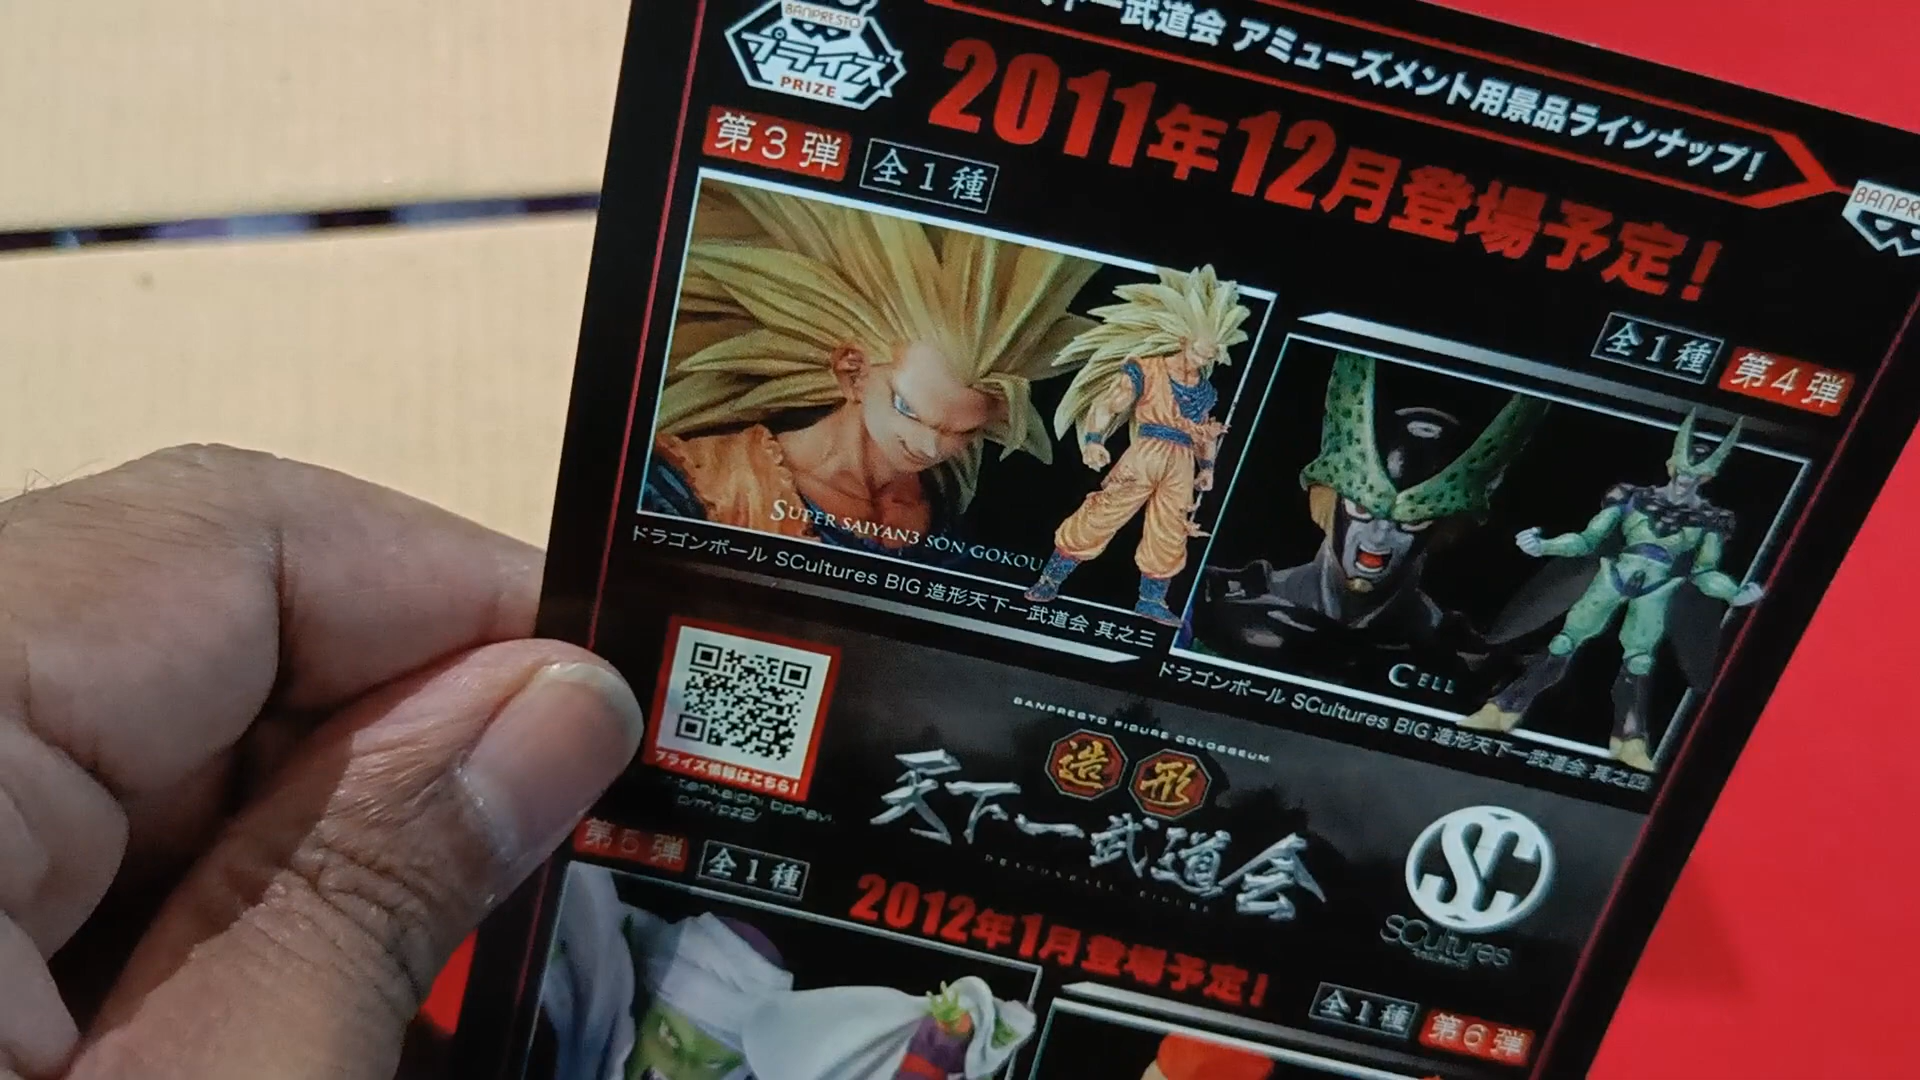 BANPRESTO
プライズ
PRIZE
天下一武道会 アミューズメント用景品ラインナップ!
2011年12月登場予定!
第3弾
全1種
SUPER SAIYAN3 SON GOKOU
ドラゴンボール SCultures BIG 造形天下一武道会 其之三
全1種
第4弾
CELL
ドラゴンボール SCultures BIG 造形天下一武道会 其之四
プライズ情報はこちら!
BANPRESTO FIGURE COLOSSEUM
造形
天下一武道会
SC
SCultures
第5弾
全1種
2012年1月登場予定!
全1種
第6弾